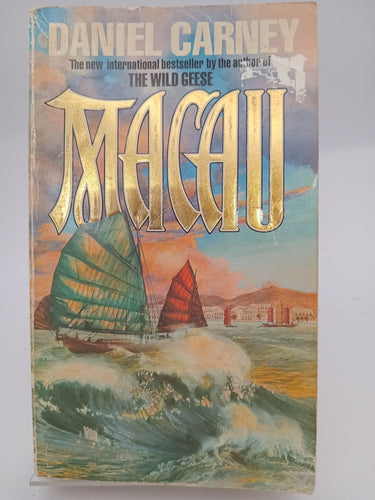 DANIEL CARNEY
The new international bestseller by the author of
THE WILD GEESE
MACAU